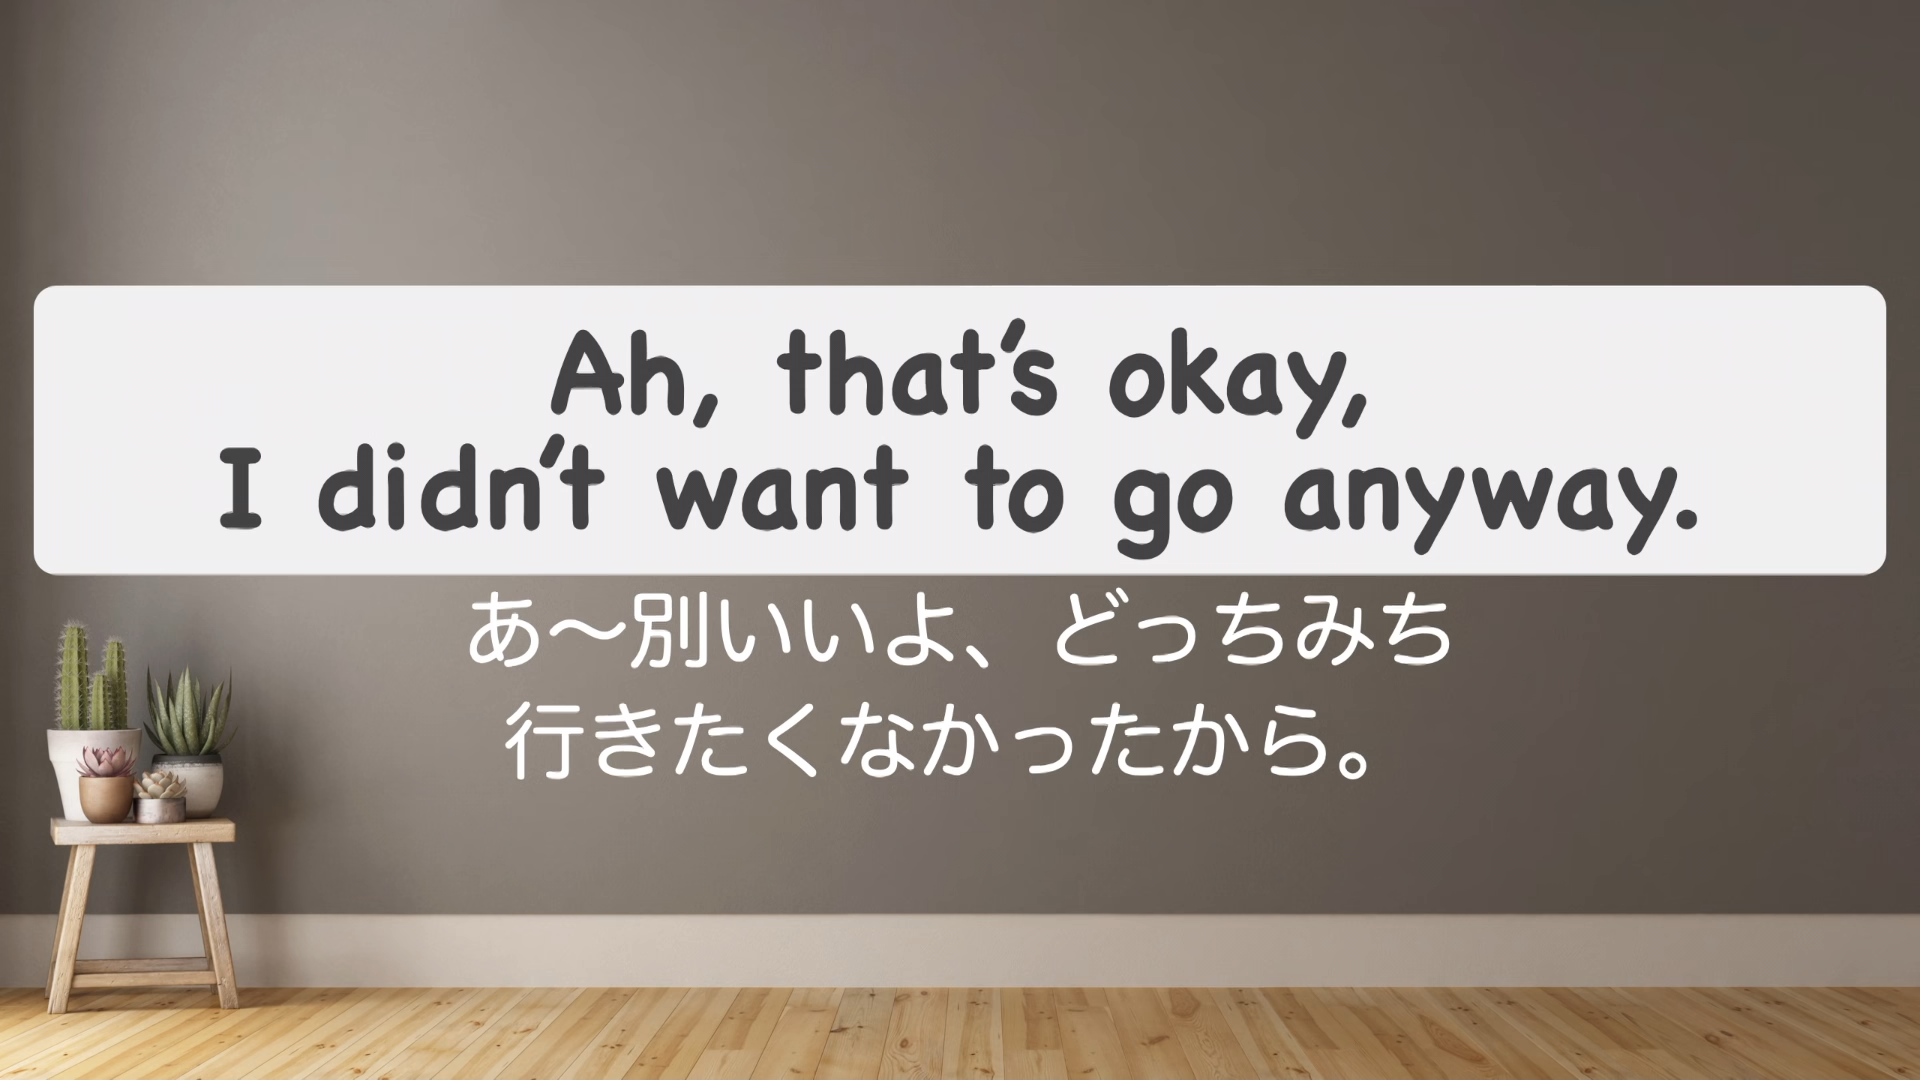 Ah, that's okay,
I didn't want to go anyway.
あ〜別いいよ、どっちみち
行きたくなかったから。